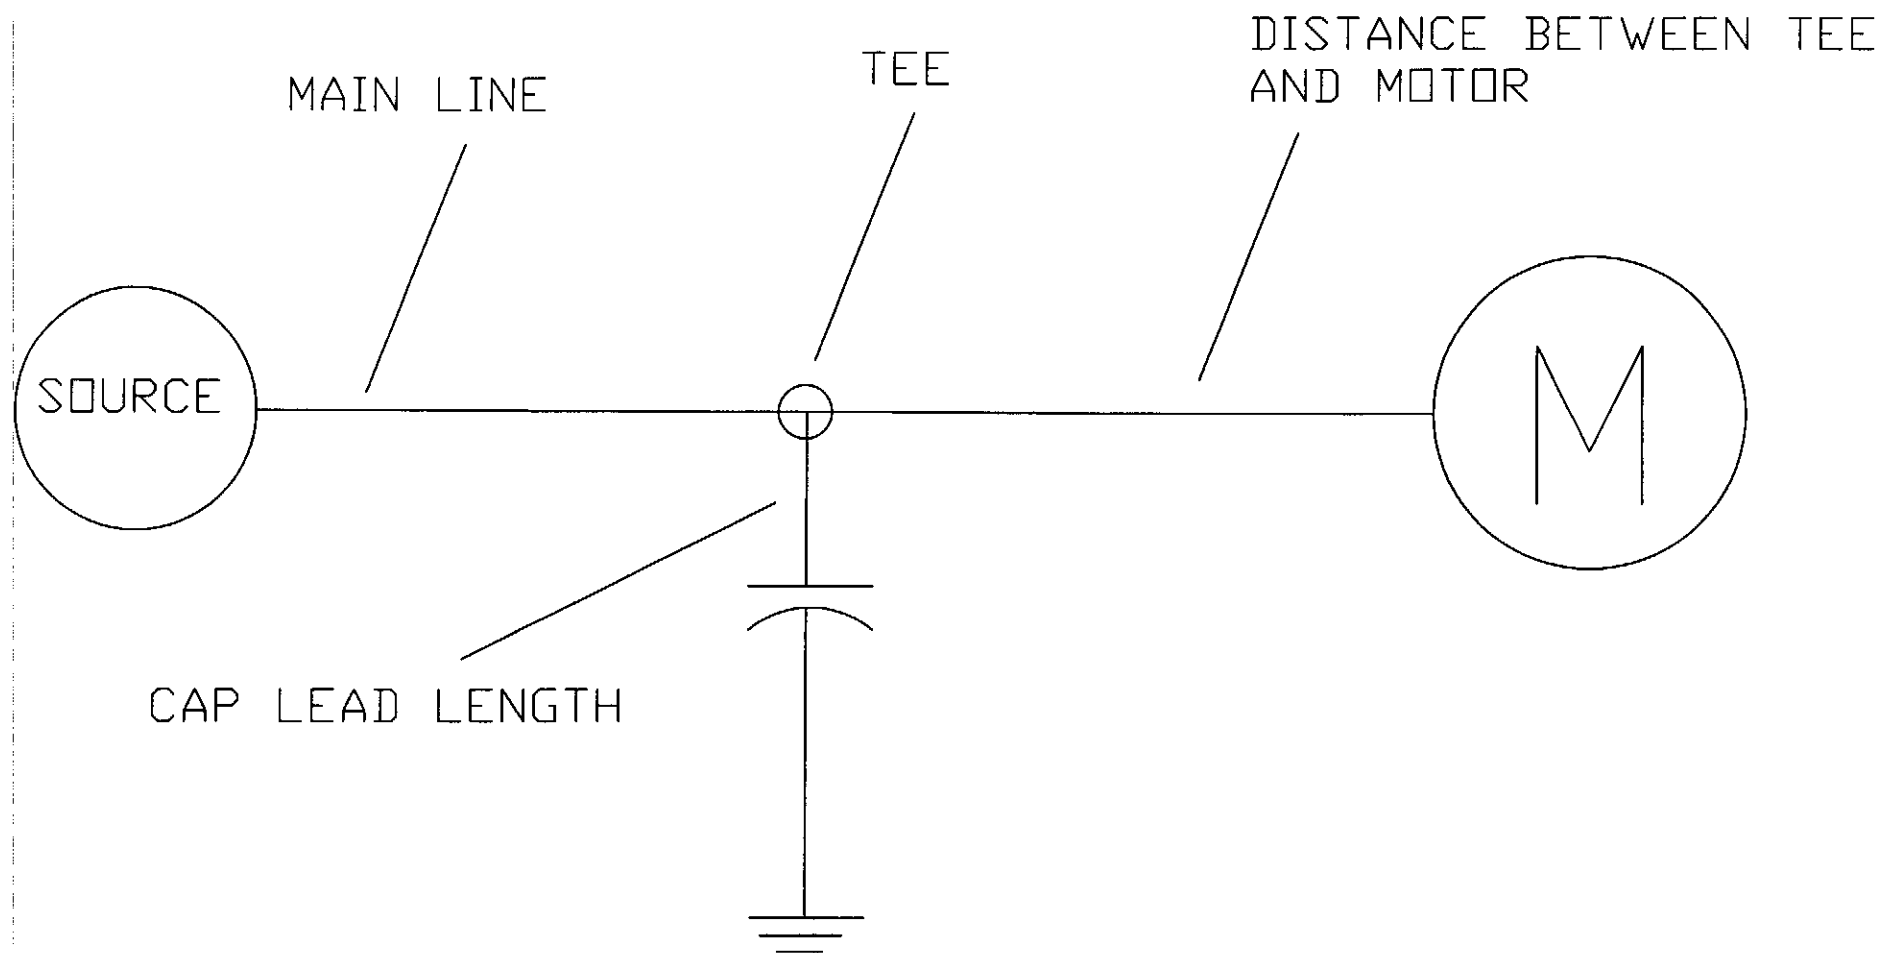 DISTANCE BETWEEN TEE
AND MOTOR
TEE
MAIN LINE
SOURCE
M
CAP LEAD LENGTH